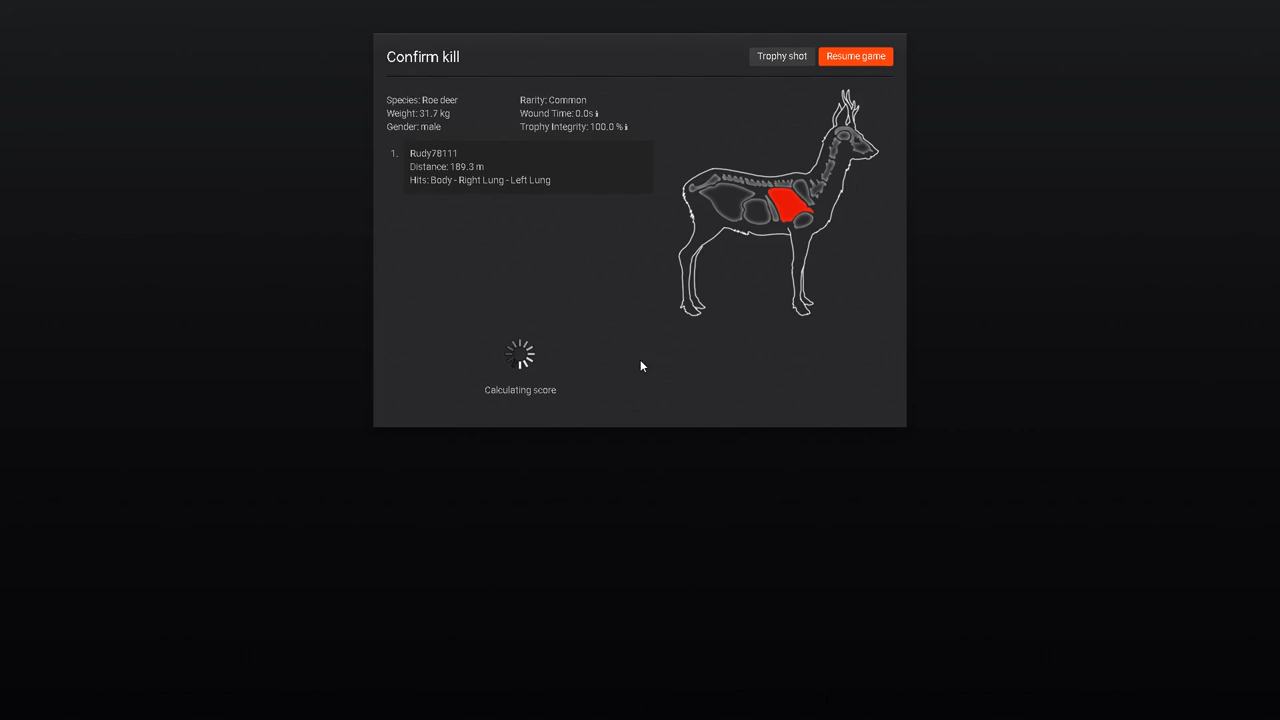 Confirm kill
Trophy shot
Resume game
Species: Roe deer
Rarity: Common
Weight: 31.7 kg
Wound Time: 0.0s i
Gender: male
Trophy Integrity: 100.0 % i
1. Rudy78111
Distance: 189.3 m
Hits: Body - Right Lung - Left Lung
Calculating score